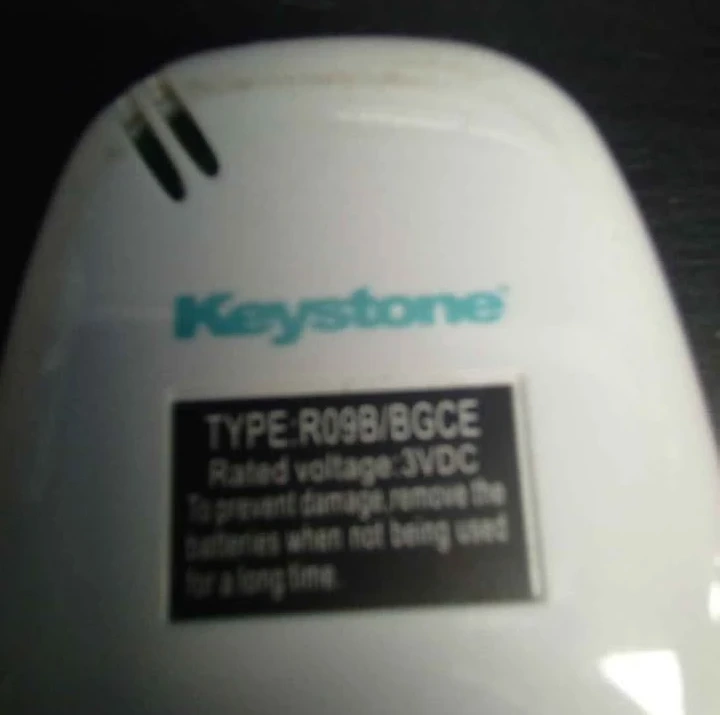 Keystone
TYPE:R09B/BGCE
Rated voltage:3VDC
To prevent damage,remove the
batteries when not being used
for a long time.